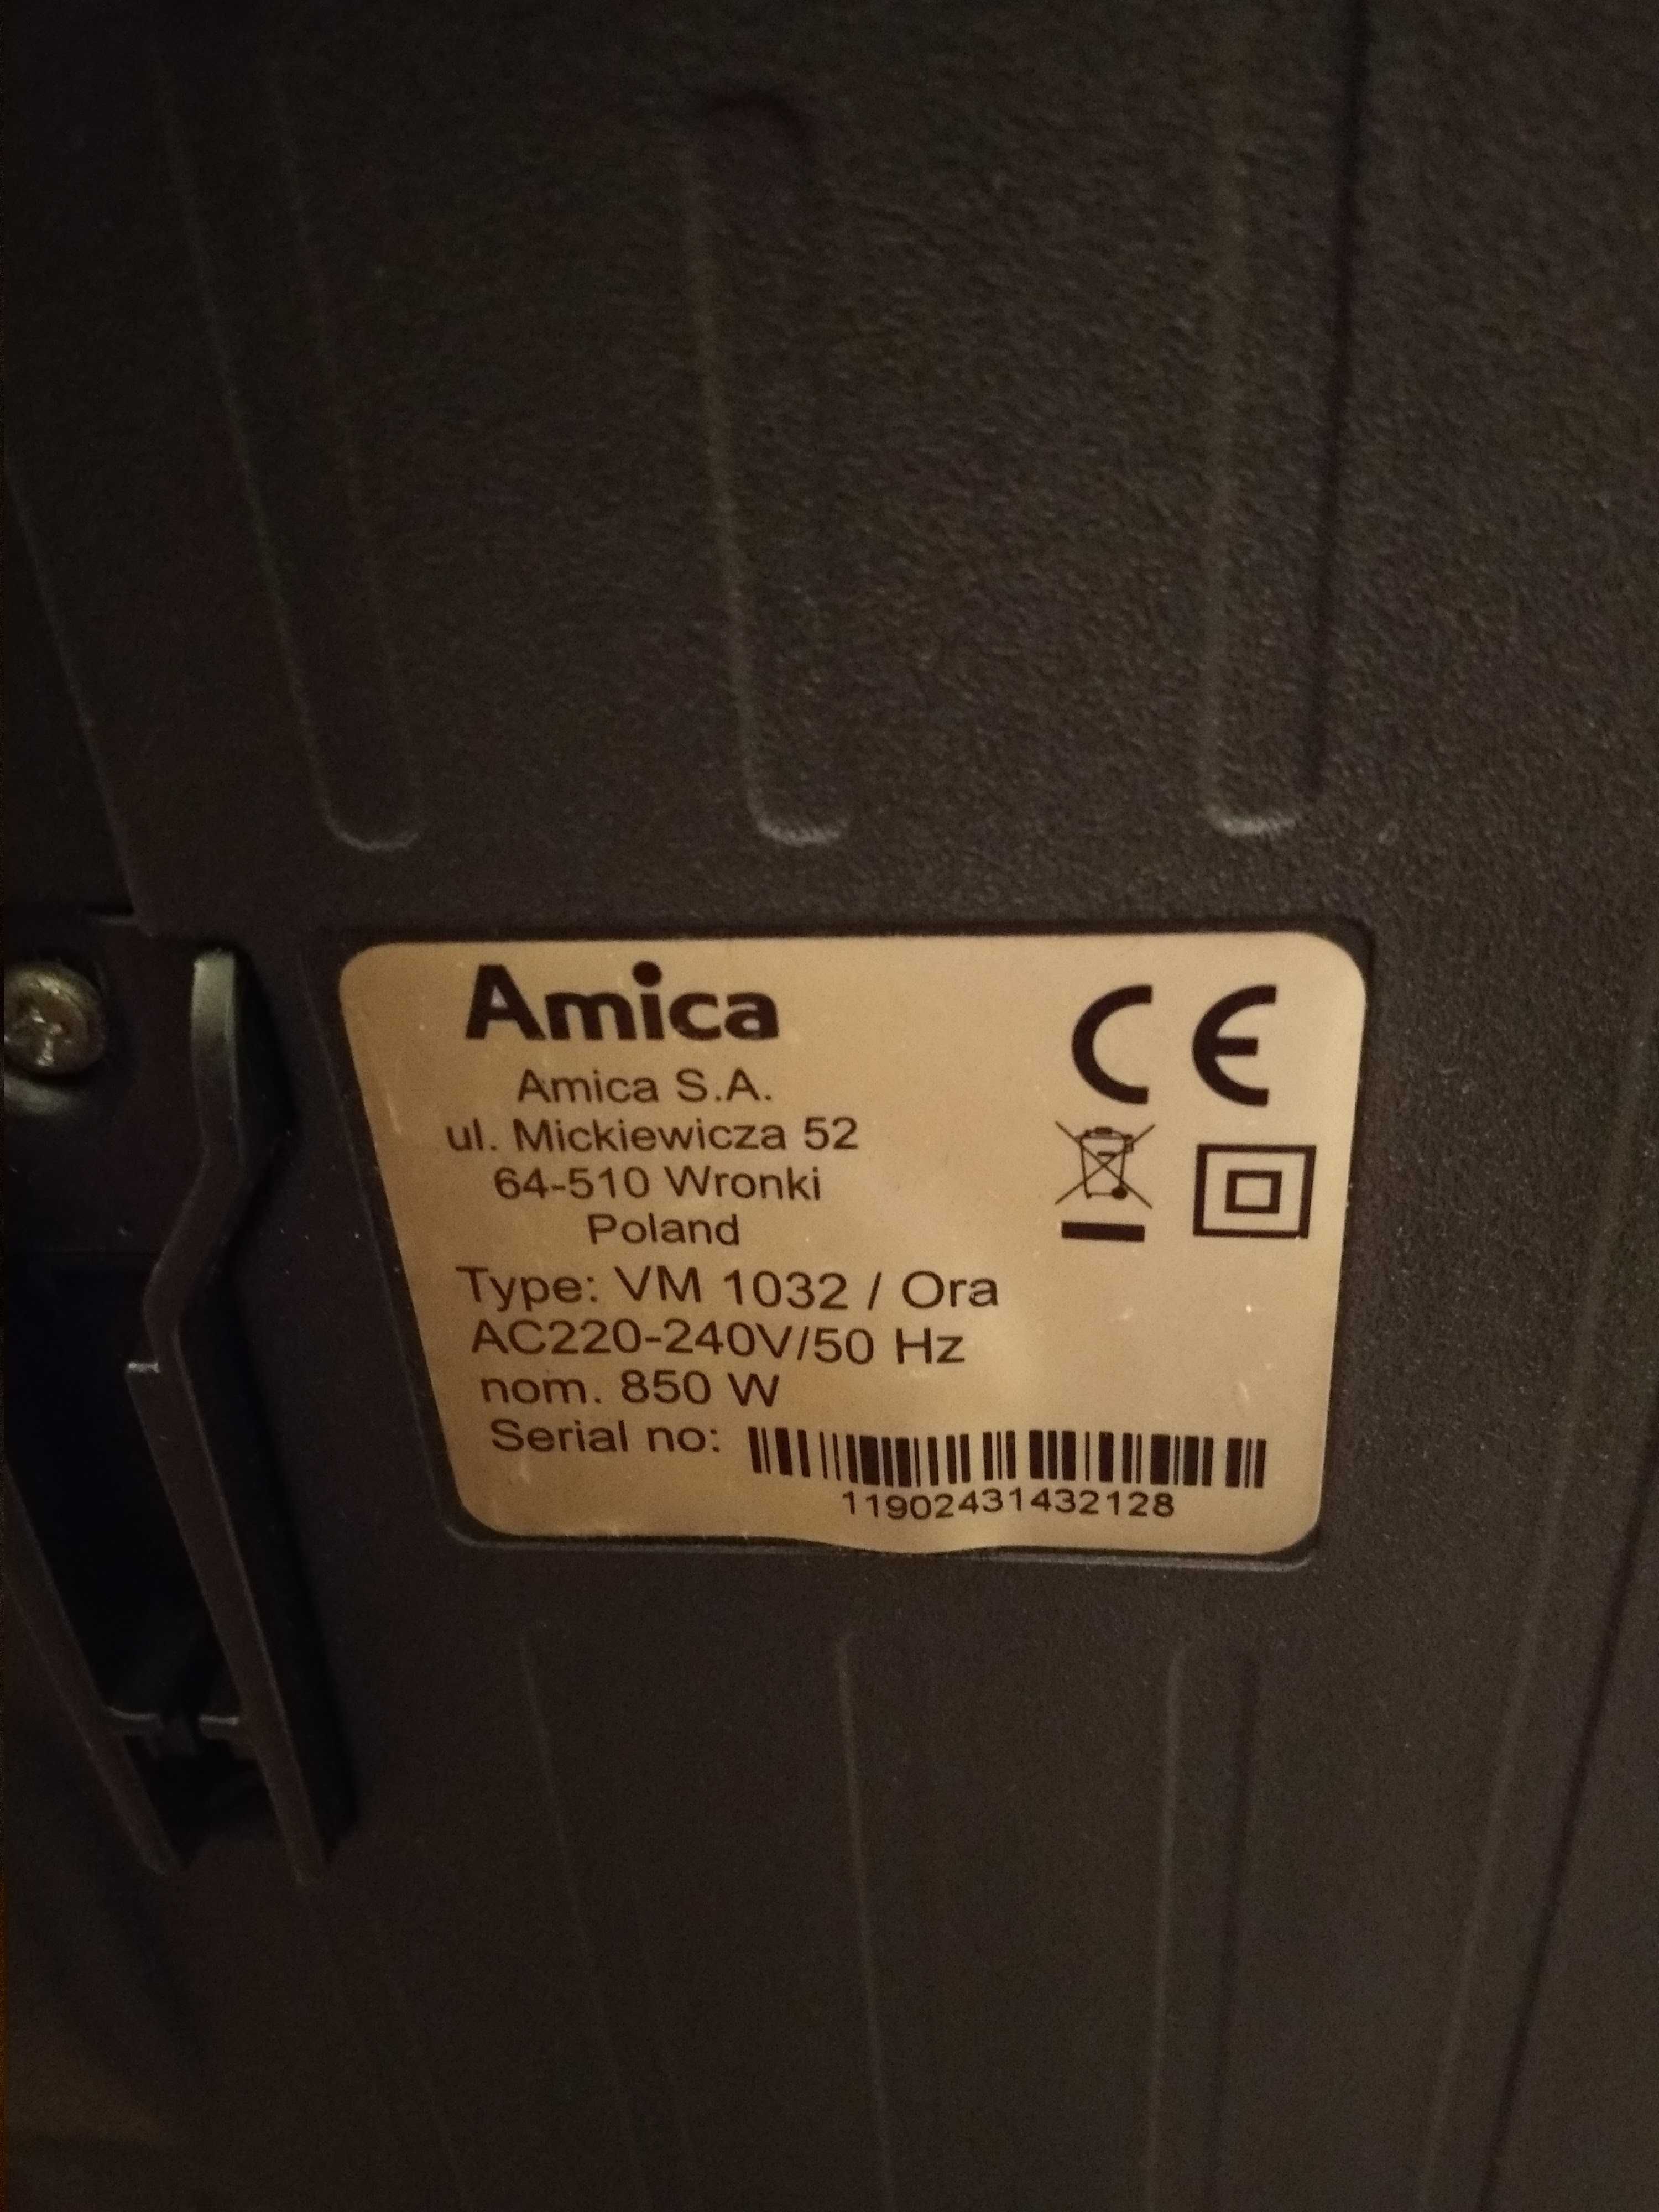 Amica
CE
Amica S.A.
ul. Mickiewicza 52
64-510 Wronki
Poland
Type: VM 1032 / Ora
AC220-240V/50 Hz
nom. 850 W
Serial no:
11902431432128